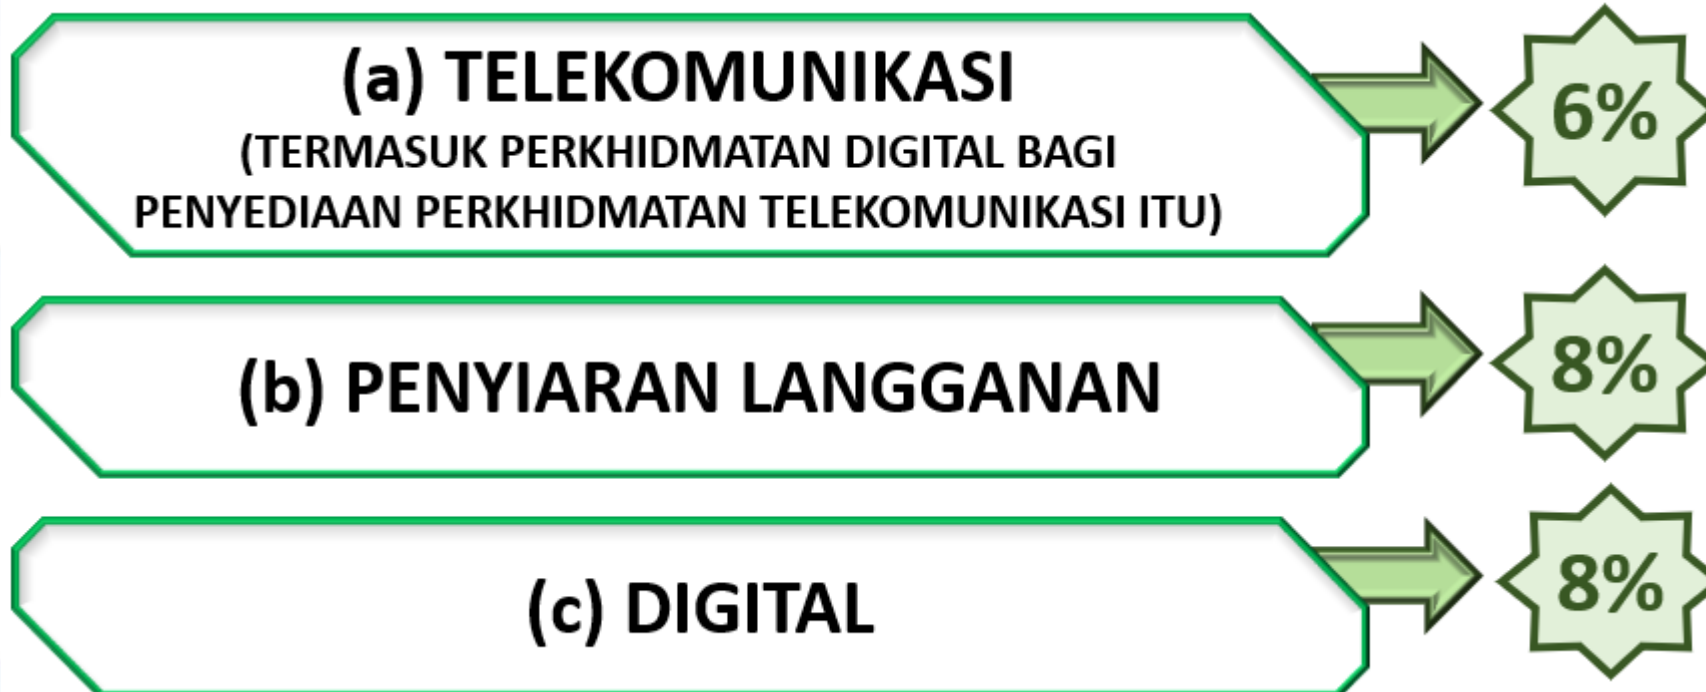 (a) TELEKOMUNIKASI
(TERMASUK PERKHIDMATAN DIGITAL BAGI
PENYEDIAAN PERKHIDMATAN TELEKOMUNIKASI ITU)
6%
(b) PENYIARAN LANGGANAN
8%
(c) DIGITAL
8%